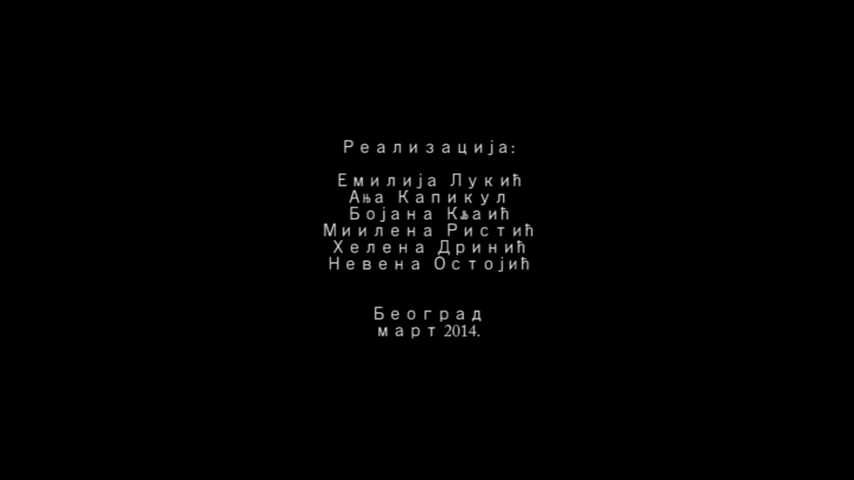 Реализација:
Емилија Лукић
Ања Капикул
Бојана Кљаић
Миилена Ристић
Хелена Дринић
Невена Остојић
Београд
март 2014.